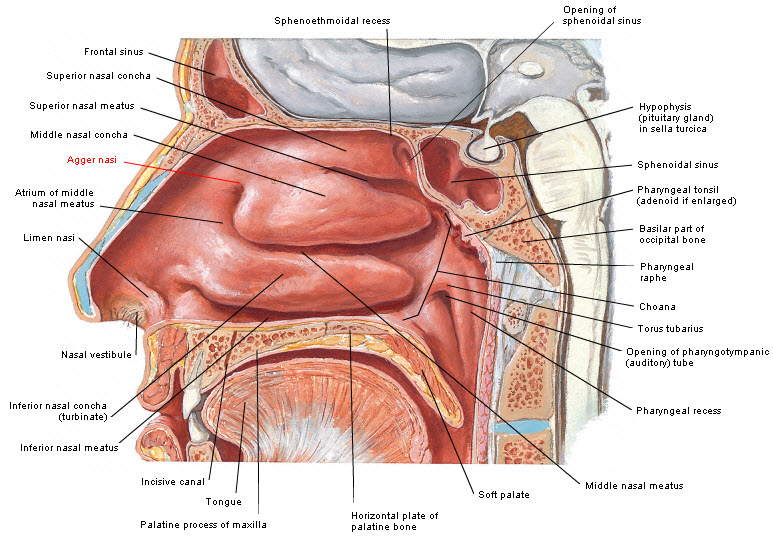 Sphenoethmoidal recess
Opening of
sphenoidal sinus
Frontal sinus
Superior nasal concha
Superior nasal meatus
Middle nasal concha
Agger nasi
Atrium of middle
nasal meatus
Limen nasi
Nasal vestibule
Inferior nasal concha
(turbinate)
Inferior nasal meatus
Incisive canal
Tongue
Palatine process of maxilla
Horizontal plate of
palatine bone
Soft palate
Middle nasal meatus
Hypophysis
(pituitary gland)
in sella turcica
Sphenoidal sinus
Pharyngeal tonsil
(adenoid if enlarged)
Basilar part of
occipital bone
Pharyngeal
raphe
Choana
Torus tubarius
Opening of pharyngotympanic
(auditory) tube
Pharyngeal recess